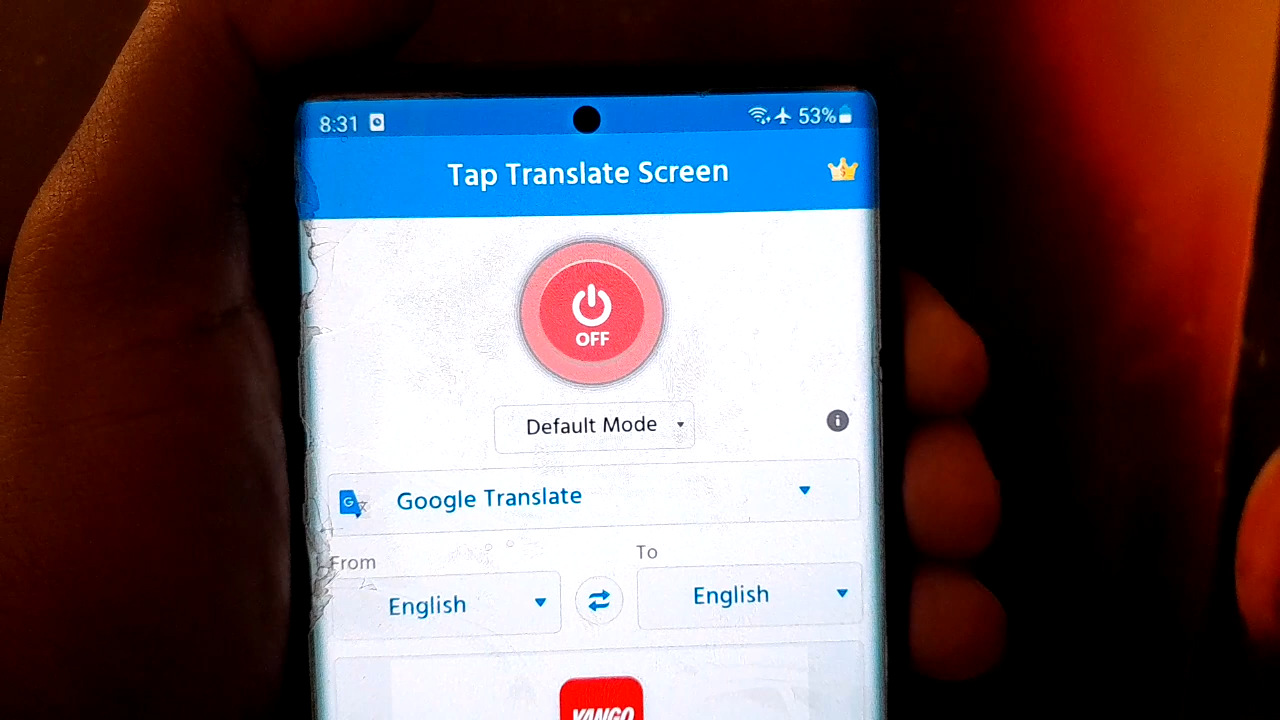 8:31 53%
Tap Translate Screen
OFF
Default Mode
Google Translate
From To
English English
YANGO